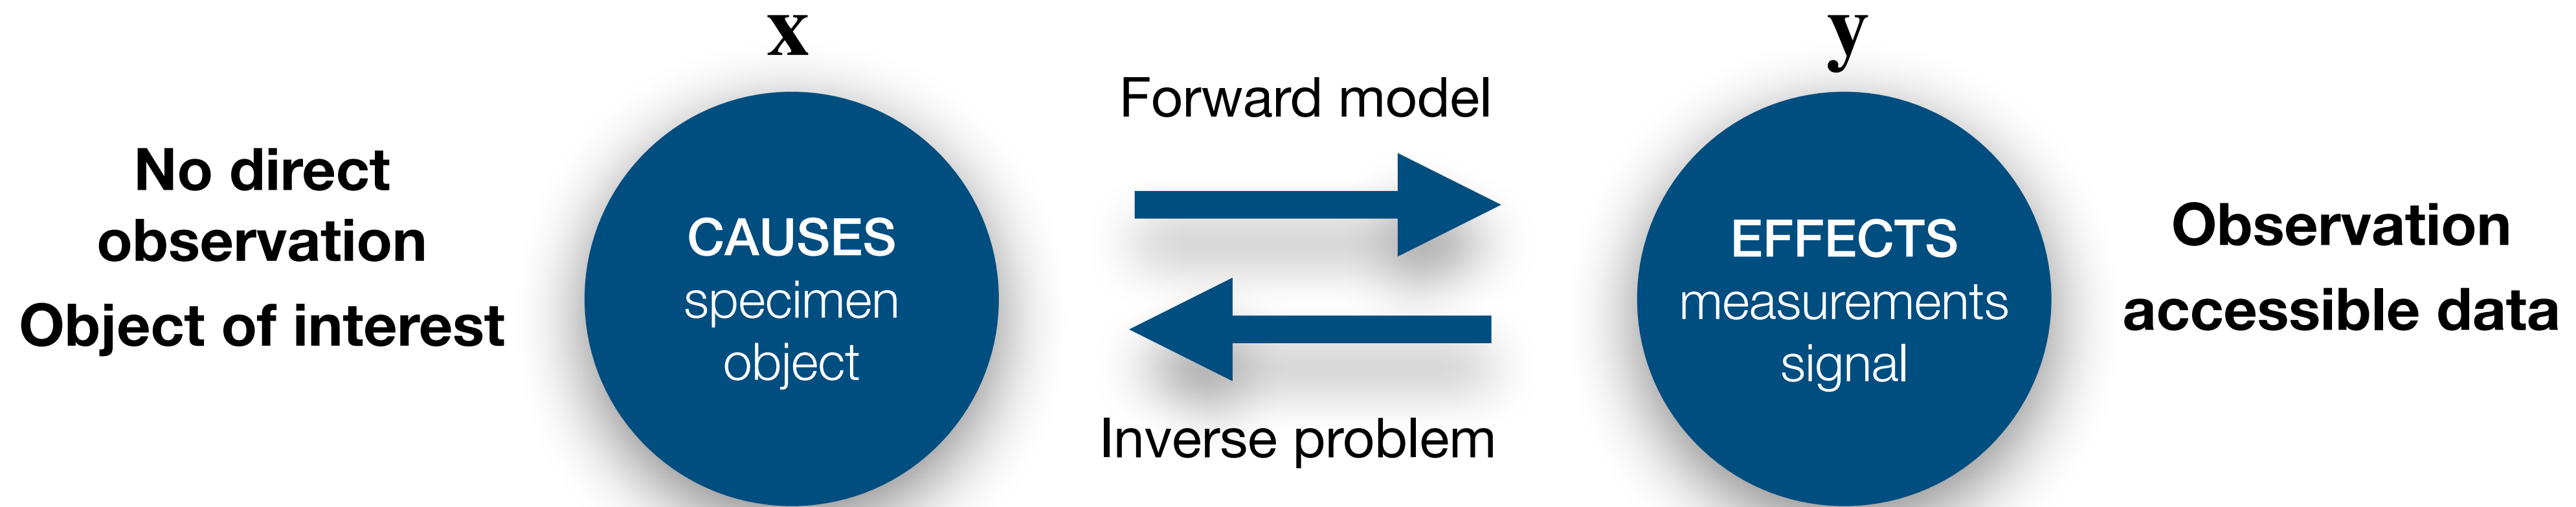 x
y
No direct
observation
Object of interest
CAUSES
specimen
object
Forward model
Inverse problem
EFFECTS
measurements
signal
Observation
accessible data